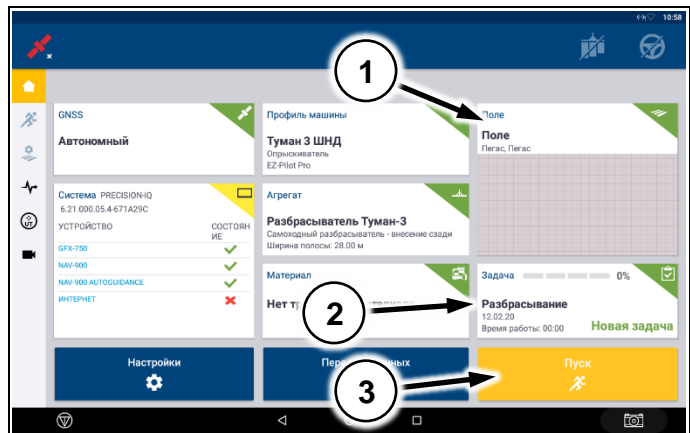 10:58
1
GNSS
Автономный
Профиль машины
Туман 3 ШНД
Опрыскиватель
EZ-Pilot Pro
Поле
Поле
Пегас, Пегас
Система PRECISION-IQ
6.21.000.05.4-671A29C
УСТРОЙСТВО
СОСТОЯН
ИЕ
GFX-750
NAV-900
NAV-900 AUTOGUIDANCE
ИНТЕРНЕТ
Агрегат
Разбрасыватель Туман-3
Самоходный разбрасыватель - внесение сзади
Ширина полосы: 28.00 м
Материал
Нет
2
Задача 0%
Разбрасывание
12.02.20
Время работы: 00:00
Новая задача
Настройки
3
Пуск
UT